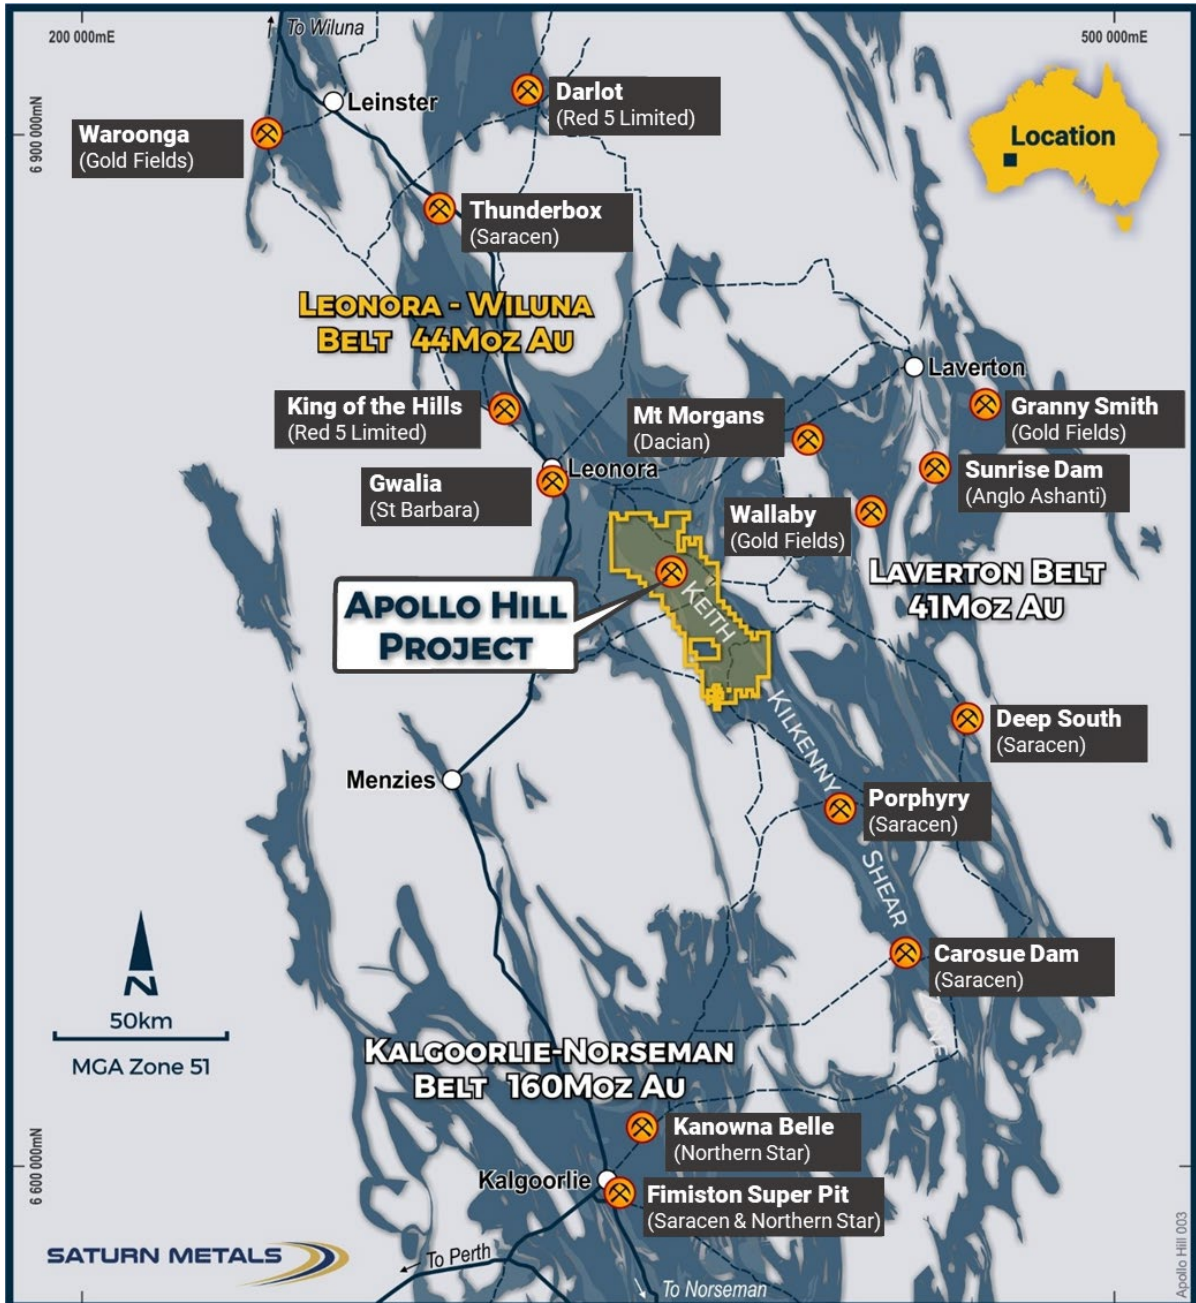 200 000mE
To Wiluna
500 000mE
6 900 000mN
Leinster
Darlot
(Red 5 Limited)
Waroonga
(Gold Fields)
Location
Thunderbox
(Saracen)
LEONORA - WILUNA
BELT 44MOZ AU
Laverton
King of the Hills
(Red 5 Limited)
Mt Morgans
(Dacian)
Granny Smith
(Gold Fields)
Leonora
Gwalia
(St Barbara)
Sunrise Dam
(Anglo Ashanti)
Wallaby
(Gold Fields)
LAVERTON BELT
41MOZ AU
APOLLO HILL
PROJECT
KEITH
KILKENNY
SHEAR
ZONE
Deep South
(Saracen)
Menzies
Porphyry
(Saracen)
Carosue Dam
(Saracen)
N
50km
MGA Zone 51
KALGOORLIE-NORSEMAN
BELT 160MOZ AU
Kanowna Belle
(Northern Star)
6 600 000mN
Kalgoorlie
Fimiston Super Pit
(Saracen & Northern Star)
SATURN METALS
To Perth
To Norseman
Apollo Hill 003